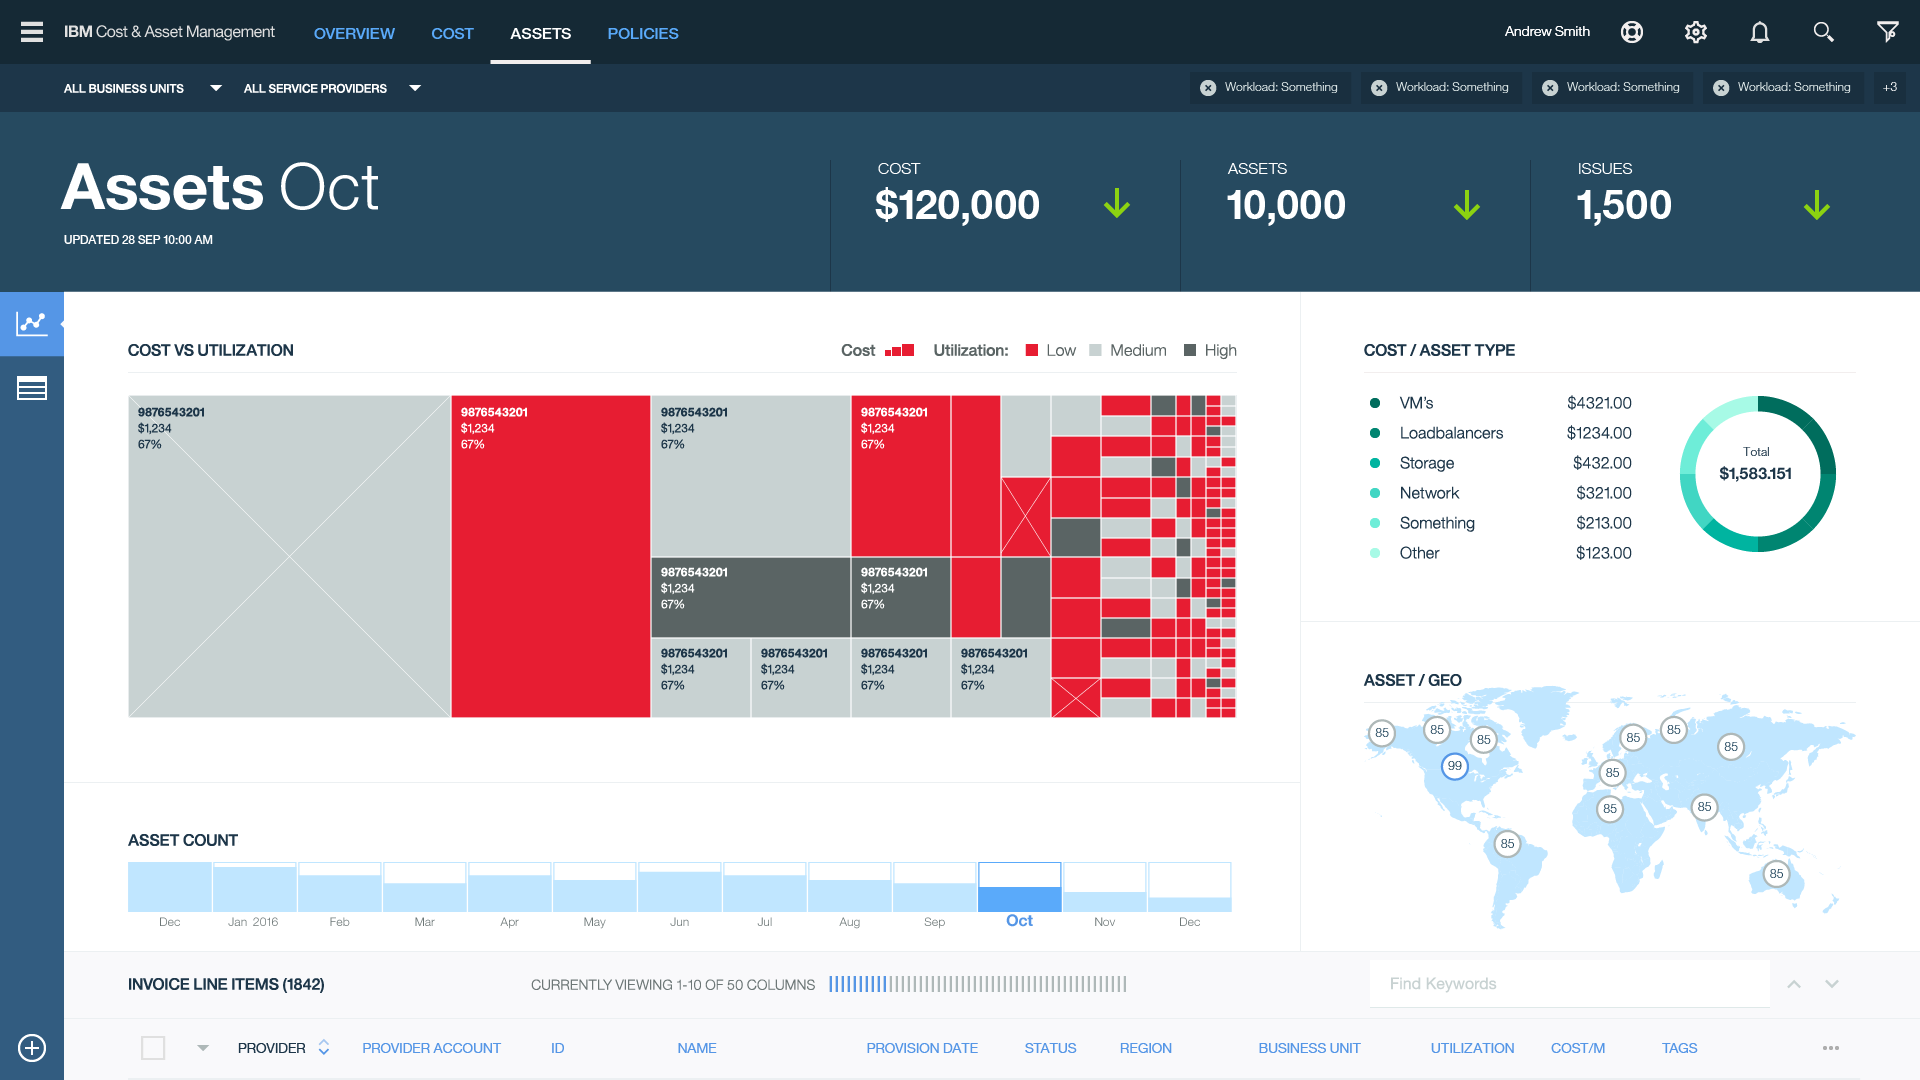 IBM Cost & Asset Management
OVERVIEW
COST
ASSETS
POLICIES
Andrew Smith
ALL BUSINESS UNITS
ALL SERVICE PROVIDERS
Workload: Something
Workload: Something
Workload: Something
Workload: Something
+3
Assets Oct
UPDATED 28 SEP 10:00 AM
COST
$120,000
ASSETS
10,000
ISSUES
1,500
COST VS UTILIZATION
Cost
Utilization:
Low
Medium
High
9876543201
$1,234
67%
9876543201
$1,234
67%
9876543201
$1,234
67%
9876543201
$1,234
67%
9876543201
$1,234
67%
9876543201
$1,234
67%
9876543201
$1,234
67%
9876543201
$1,234
67%
9876543201
$1,234
67%
9876543201
$1,234
67%
COST / ASSET TYPE
VM's $4321.00
Loadbalancers $1234.00
Storage $432.00
Network $321.00
Something $213.00
Other $123.00
Total
$1,583.151
ASSET / GEO
85
85
85
99
85
85
85
85
85
85
85
85
ASSET COUNT
Dec
Jan 2016
Feb
Mar
Apr
May
Jun
Jul
Aug
Sep
Oct
Nov
Dec
INVOICE LINE ITEMS (1842)
CURRENTLY VIEWING 1-10 OF 50 COLUMNS
Find Keywords
PROVIDER
PROVIDER ACCOUNT
ID
NAME
PROVISION DATE
STATUS
REGION
BUSINESS UNIT
UTILIZATION
COST/M
TAGS